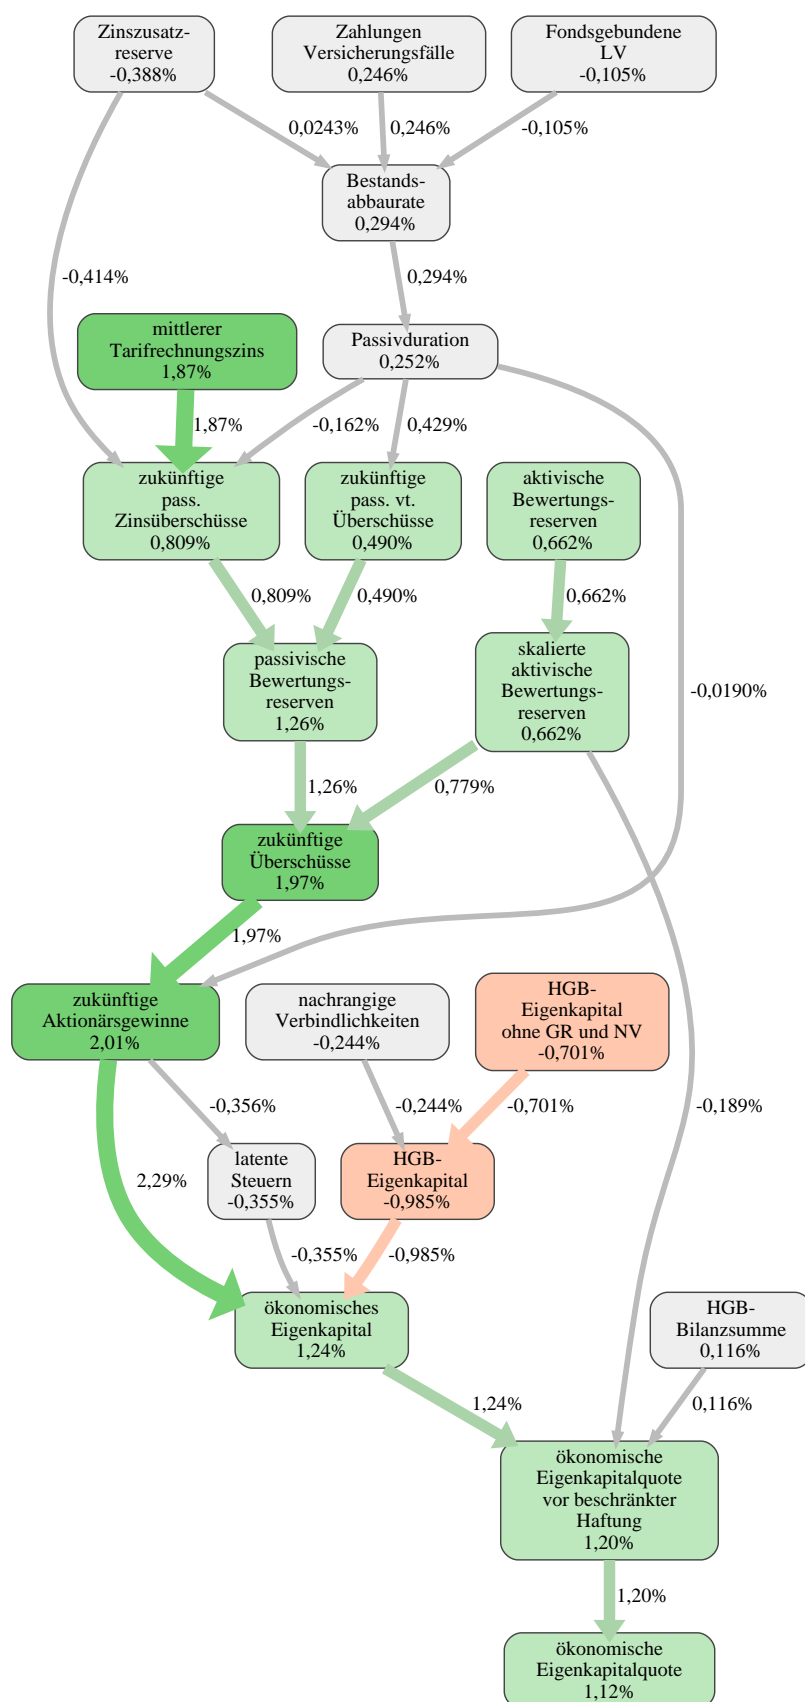 Zinszusatz-
reserve
-0,388%
Zahlungen
Versicherungsfälle
0,246%
Fondsgebundene
LV
-0,105%
0,0243%
0,246%
-0,105%
Bestands-
abbaurate
0,294%
-0,414%
0,294%
mittlerer
Tarifrechnungszins
1,87%
Passivduration
0,252%
1,87%
-0,162%
0,429%
zukünftige
pass.
Zinsüberschüsse
0,809%
zukünftige
pass. vt.
Überschüsse
0,490%
aktivische
Bewertungs-
reserven
0,662%
0,809%
0,490%
0,662%
passivische
Bewertungs-
reserven
1,26%
skalierte
aktivische
Bewertungs-
reserven
0,662%
-0,0190%
1,26%
0,779%
zukünftige
Überschüsse
1,97%
1,97%
zukünftige
Aktionärsgewinne
2,01%
nachrangige
Verbindlichkeiten
-0,244%
HGB-
Eigenkapital
ohne GR und NV
-0,701%
-0,356%
-0,244%
-0,701%
-0,189%
2,29%
latente
Steuern
-0,355%
HGB-
Eigenkapital
-0,985%
-0,355%
-0,985%
ökonomisches
Eigenkapital
1,24%
HGB-
Bilanzsumme
0,116%
1,24%
0,116%
ökonomische
Eigenkapitalquote
vor beschränkter
Haftung
1,20%
1,20%
ökonomische
Eigenkapitalquote
1,12%